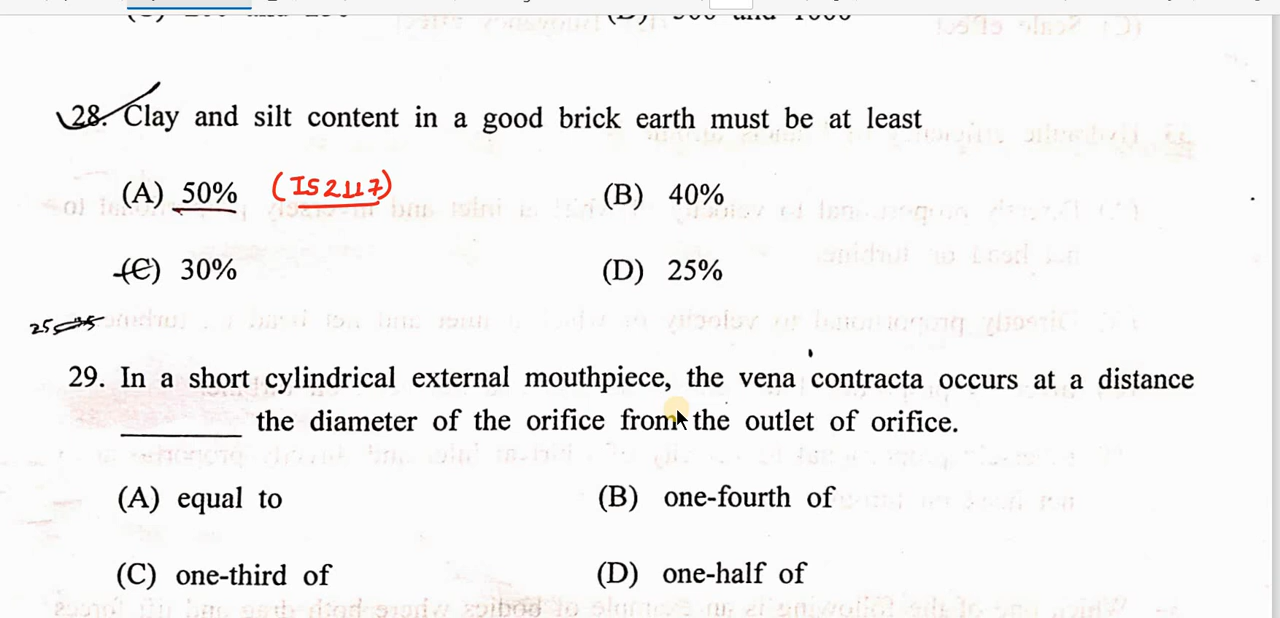 28. Clay and silt content in a good brick earth must be at least
(A) 50% (IS 2117) (B) 40%
(C) 30% (D) 25%
29. In a short cylindrical external mouthpiece, the vena contracta occurs at a distance
________ the diameter of the orifice from the outlet of orifice.
(A) equal to (B) one-fourth of
(C) one-third of (D) one-half of